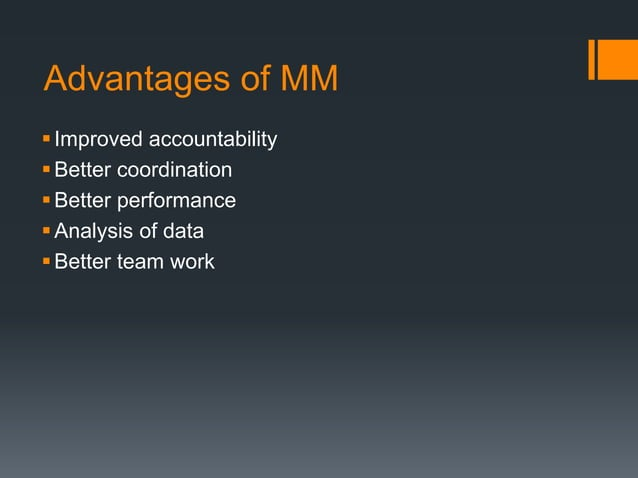 Advantages of MM
▪Improved accountability
▪Better coordination
▪Better performance
▪Analysis of data
▪Better team work